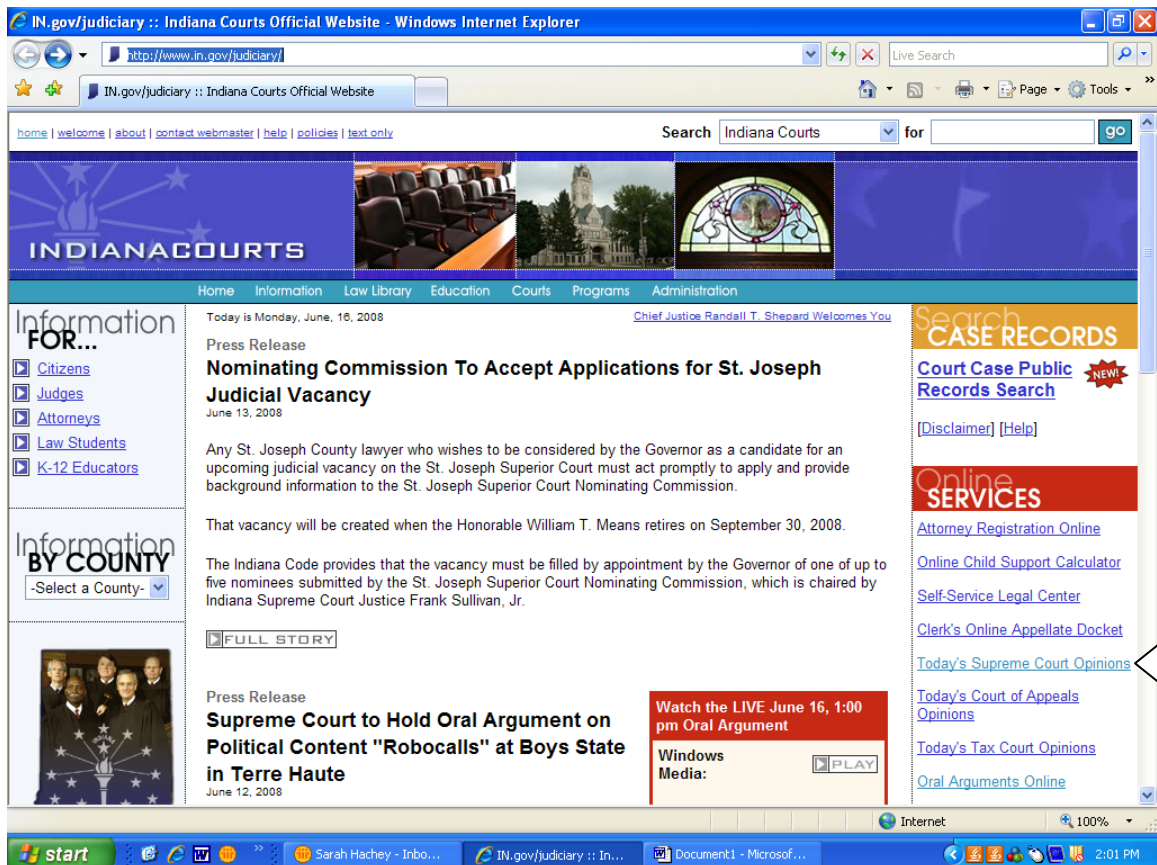 IN.gov/judiciary :: Indiana Courts Official Website - Windows Internet Explorer
http://www.in.gov/judiciary/
Live Search
IN.gov/judiciary :: Indiana Courts Official Website
Page
Tools
home | welcome | about | contact webmaster | help | policies | text only
Search Indiana Courts for go
INDIANACOURTS
Home Information Law Library Education Courts Programs Administration
Information
FOR...
Citizens
Judges
Attorneys
Law Students
K-12 Educators
Information
BY COUNTY
-Select a County-
INDIANA
Today is Monday, June, 16, 2008
Chief Justice Randall T. Shepard Welcomes You
Press Release
Nominating Commission To Accept Applications for St. Joseph
Judicial Vacancy
June 13, 2008
Any St. Joseph County lawyer who wishes to be considered by the Governor as a candidate for an
upcoming judicial vacancy on the St. Joseph Superior Court must act promptly to apply and provide
background information to the St. Joseph Superior Court Nominating Commission.
That vacancy will be created when the Honorable William T. Means retires on September 30, 2008.
The Indiana Code provides that the vacancy must be filled by appointment by the Governor of one of up to
five nominees submitted by the St. Joseph Superior Court Nominating Commission, which is chaired by
Indiana Supreme Court Justice Frank Sullivan, Jr.
FULL STORY
Press Release
Supreme Court to Hold Oral Argument on
Political Content "Robocalls" at Boys State
in Terre Haute
June 12, 2008
Watch the LIVE June 16, 1:00
pm Oral Argument
Windows
Media:
PLAY
Search
CASE RECORDS
Court Case Public
Records Search
NEW!
[Disclaimer] [Help]
Online
SERVICES
Attorney Registration Online
Online Child Support Calculator
Self-Service Legal Center
Clerk's Online Appellate Docket
Today's Supreme Court Opinions
Today's Court of Appeals
Opinions
Today's Tax Court Opinions
Oral Arguments Online
Internet
100%
start
Sarah Hachey - Inbo...
IN.gov/judiciary :: In...
Document1 - Microsof...
2:01 PM